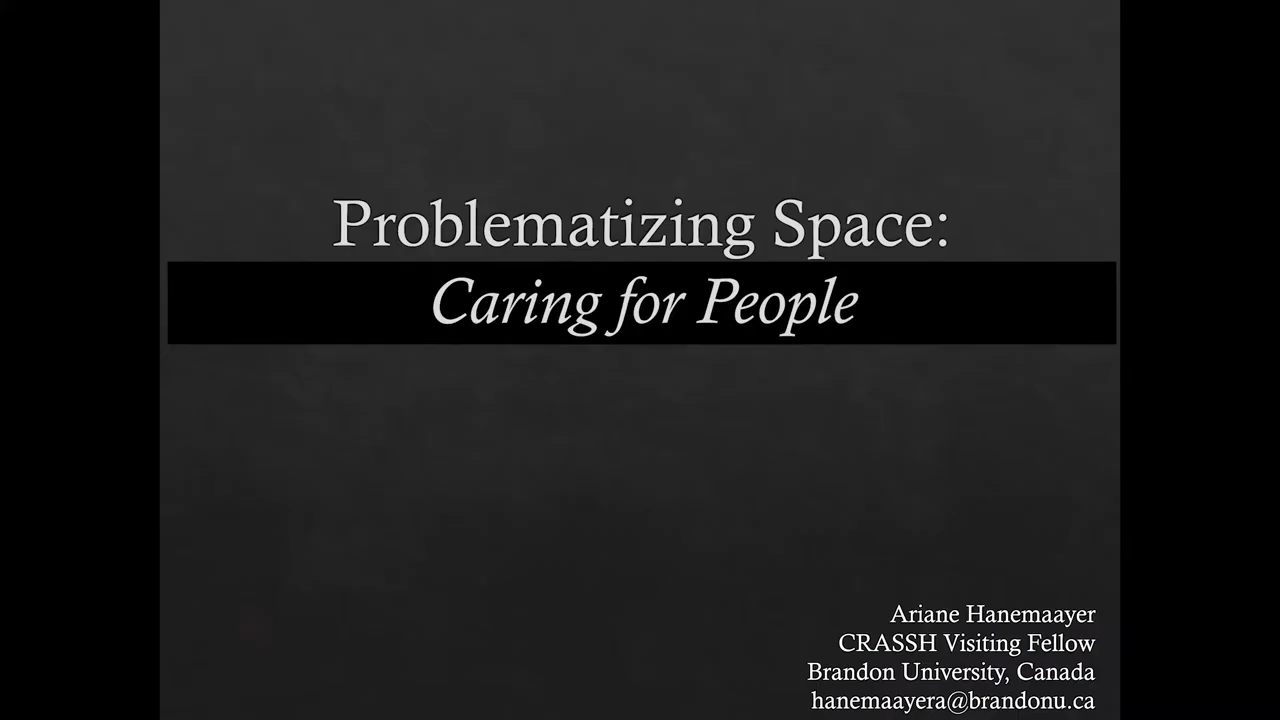 Problematizing Space:
Caring for People
Ariane Hanemaayer
CRASSH Visiting Fellow
Brandon University, Canada
hanemaayera@brandonu.ca